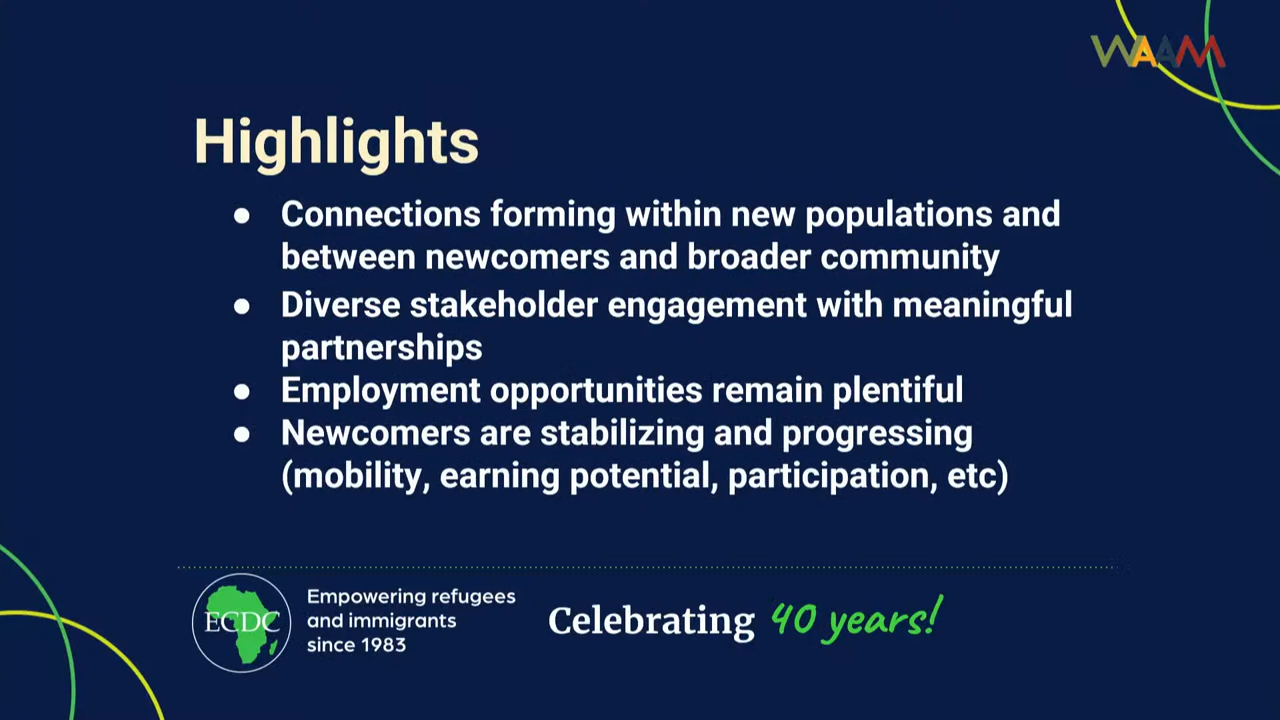 WAAM
Highlights
● Connections forming within new populations and
between newcomers and broader community
● Diverse stakeholder engagement with meaningful
partnerships
● Employment opportunities remain plentiful
● Newcomers are stabilizing and progressing
(mobility, earning potential, participation, etc)
ECDC
Empowering refugees
and immigrants
since 1983
Celebrating 40 years!